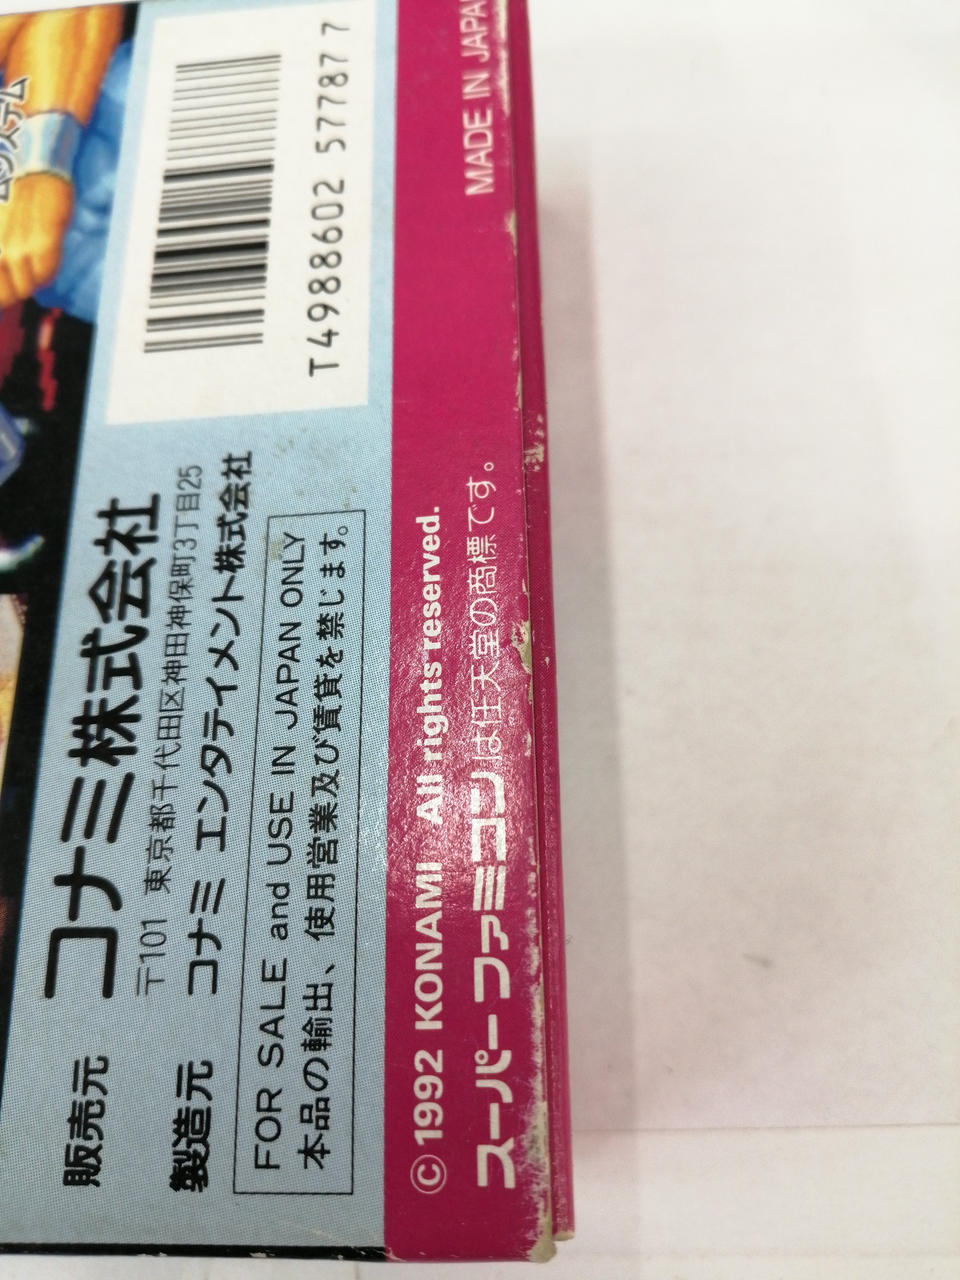 販売元 コナミ株式会社
〒101 東京都千代田区神田神保町3丁目25
製造元 コナミ エンタテイメント株式会社
FOR SALE and USE IN JAPAN ONLY
本品の輸出、使用営業及び賃貸を禁じます。
T4988602 57787 7
© 1992 KONAMI All rights reserved.
スーパーファミコンは任天堂の商標です。
MADE IN JAPA